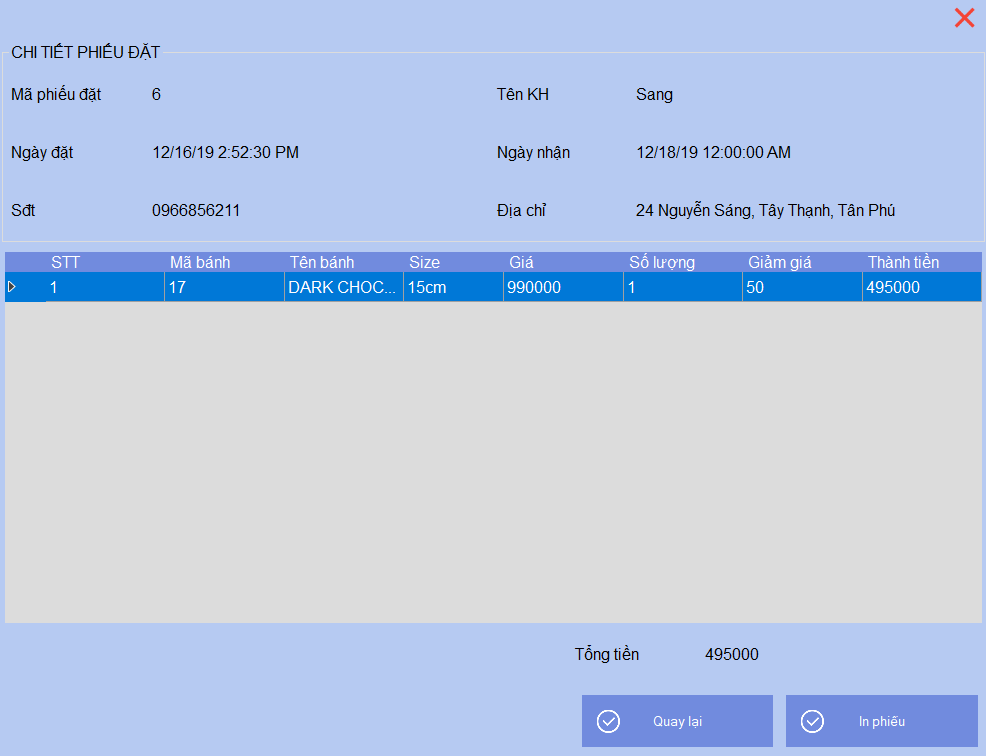 CHI TIẾT PHIẾU ĐẶT
Mã phiếu đặt 6 Tên KH Sang
Ngày đặt 12/16/19 2:52:30 PM Ngày nhận 12/18/19 12:00:00 AM
Sđt 0966856211 Địa chỉ 24 Nguyễn Sáng, Tây Thạnh, Tân Phú
STT Mã bánh Tên bánh Size Giá Số lượng Giảm giá Thành tiền
1 17 DARK CHOC... 15cm 990000 1 50 495000
Tổng tiền 495000
Quay lại In phiếu